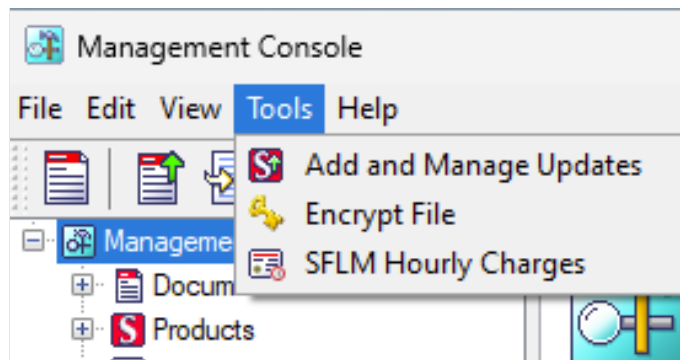 Management Console
File Edit View Tools Help
Add and Manage Updates
Encrypt File
SFLM Hourly Charges
Manageme
Docum
Products